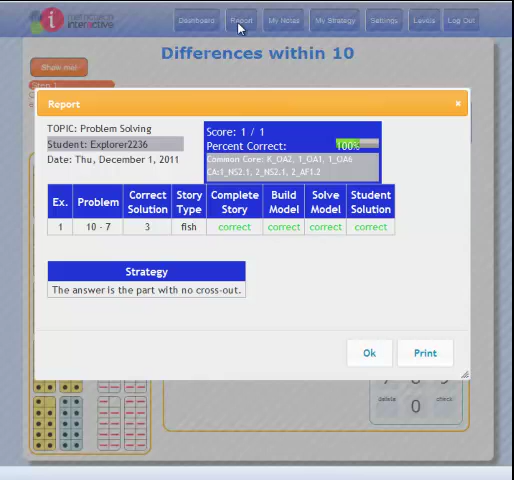 interactive
Dashboard Report My Notes My Strategy Settings Levels Log Out
Differences within 10
Show me!
Step 1
Report ×
TOPIC: Problem Solving
Student: Explorer2236
Date: Thu, December 1, 2011
Score: 1 / 1
Percent Correct: 100%
Common Core: K_OA2, 1_OA1, 1_OA6
CA:1_NS2.1, 2_NS2.1, 2_AF1.2
Ex. Problem Correct Solution Story Type Complete Story Build Model Solve Model Student Solution
1 10 - 7 3 fish correct correct correct correct
Strategy
The answer is the part with no cross-out.
Ok Print
delete 0 check